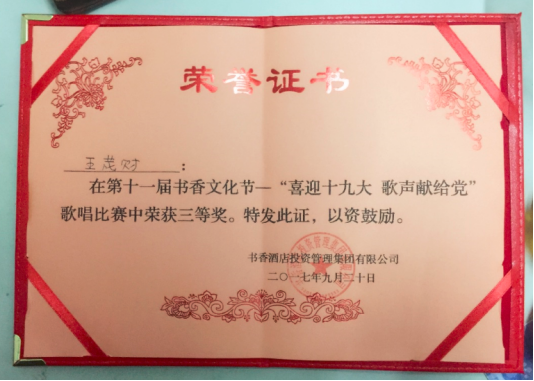 荣誉证书
王茂财:
在第十一届书香文化节—“喜迎十九大 歌声献给党”
歌唱比赛中荣获三等奖。特发此证,以资鼓励。
书香酒店投资管理集团有限公司
二〇一七年九月二十日